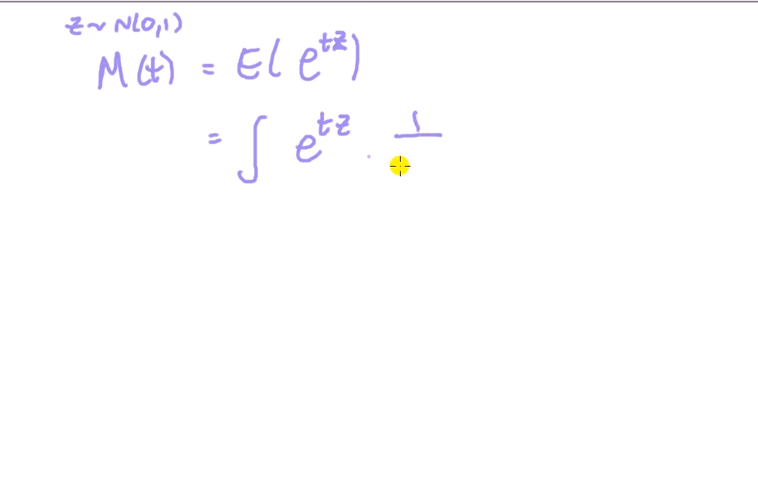 z ~ N(0,1)
M(t) = E(e^{tz})
= ∫ e^{tz} · 1